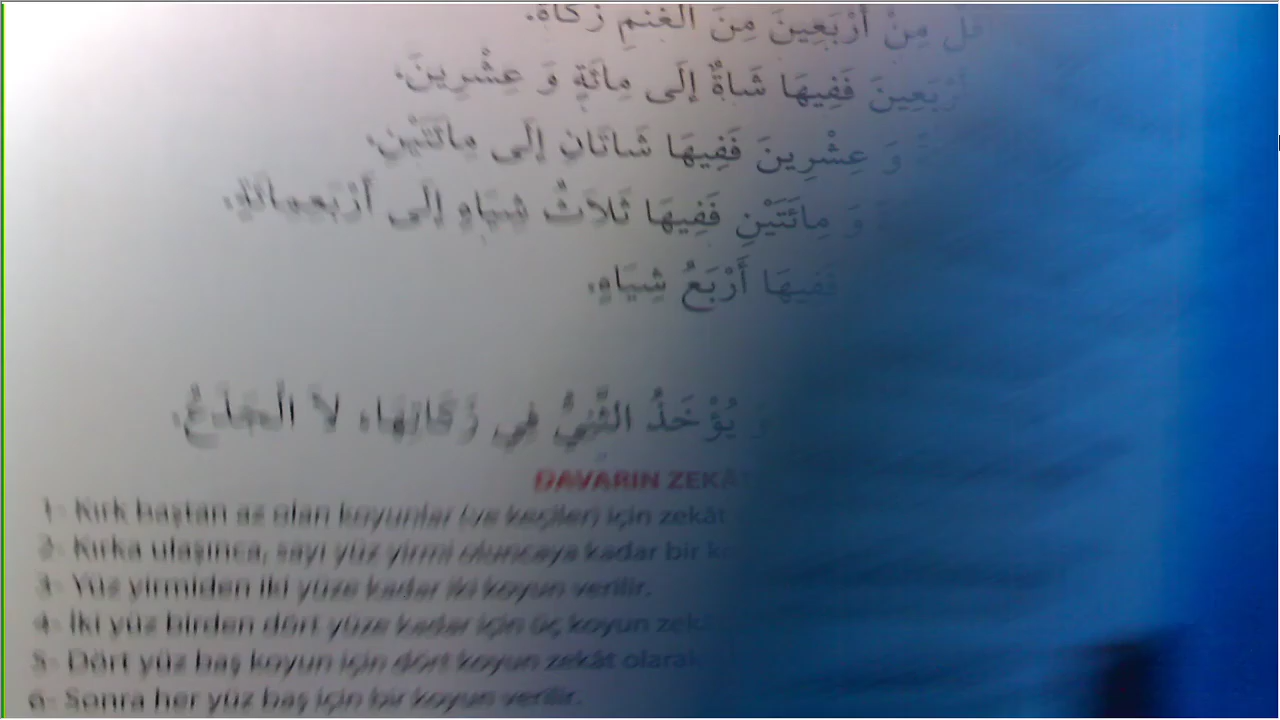 مِنْ أَرْبَعِينَ مِنَ الْغَنَمِ زَكَاةٌ.
أَرْبَعِينَ فَفِيهَا شَاةٌ إِلَى مِائَةٍ وَ عِشْرِينَ.
وَ عِشْرِينَ فَفِيهَا شَاتَانِ إِلَى مِائَتَيْنِ.
وَ مِائَتَيْنِ فَفِيهَا ثَلَاثُ شِيَاهٍ إِلَى أَرْبَعِمِائَةٍ.
فَفِيهَا أَرْبَعُ شِيَاهٍ.
وَ يُؤْخَذُ الثَّنِيُّ فِي زَكَاتِهَا، لاَ الْجَذَعُ.
DAVARIN ZEKÂT
1- Kırk baştan az olan koyunlar (ve keçiler) için zekât
2- Kırka ulaşınca, sayı yüz yirmi oluncaya kadar bir
3- Yüz yirmiden iki yüze kadar iki koyun verilir.
4- İki yüz birden dört yüze kadar için üç koyun
5- Dört yüz baş koyun için dört koyun zekât olarak
6- Sonra her yüz baş için bir koyun verilir.